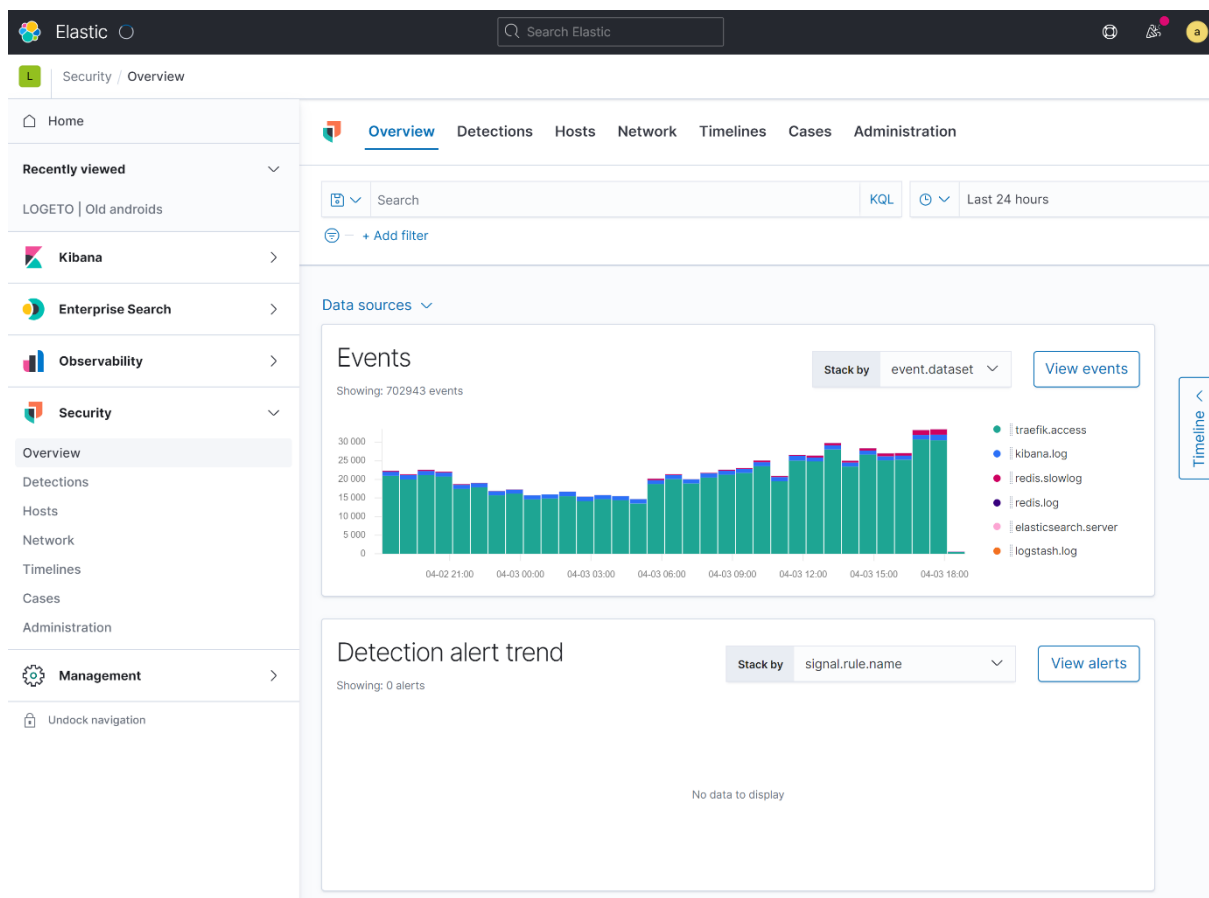 Elastic
Search Elastic
a
L
Security / Overview
Home
Recently viewed
LOGETO | Old androids
Kibana
Enterprise Search
Observability
Security
Overview
Detections
Hosts
Network
Timelines
Cases
Administration
Management
Undock navigation
Overview Detections Hosts Network Timelines Cases Administration
Search KQL Last 24 hours
+ Add filter
Data sources
Events
Showing: 702943 events
Stack by event.dataset View events
30 000
25 000
20 000
15 000
10 000
5 000
0
04-02 21:00 04-03 00:00 04-03 03:00 04-03 06:00 04-03 09:00 04-03 12:00 04-03 15:00 04-03 18:00
traefik.access
kibana.log
redis.slowlog
redis.log
elasticsearch.server
logstash.log
Timeline
Detection alert trend
Showing: 0 alerts
Stack by signal.rule.name View alerts
No data to display